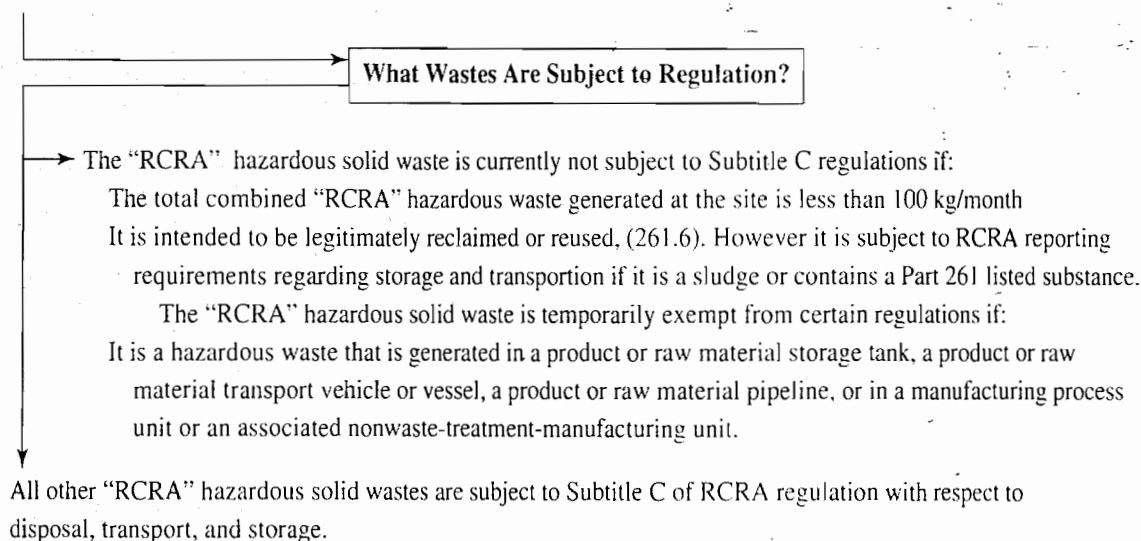 What Wastes Are Subject to Regulation?
The “RCRA” hazardous solid waste is currently not subject to Subtitle C regulations if:
The total combined “RCRA” hazardous waste generated at the site is less than 100 kg/month
It is intended to be legitimately reclaimed or reused, (261.6). However it is subject to RCRA reporting
requirements regarding storage and transportion if it is a sludge or contains a Part 261 listed substance.
The “RCRA” hazardous solid waste is temporarily exempt from certain regulations if:
It is a hazardous waste that is generated in a product or raw material storage tank, a product or raw
material transport vehicle or vessel, a product or raw material pipeline, or in a manufacturing process
unit or an associated nonwaste-treatment-manufacturing unit.
All other “RCRA” hazardous solid wastes are subject to Subtitle C of RCRA regulation with respect to
disposal, transport, and storage.